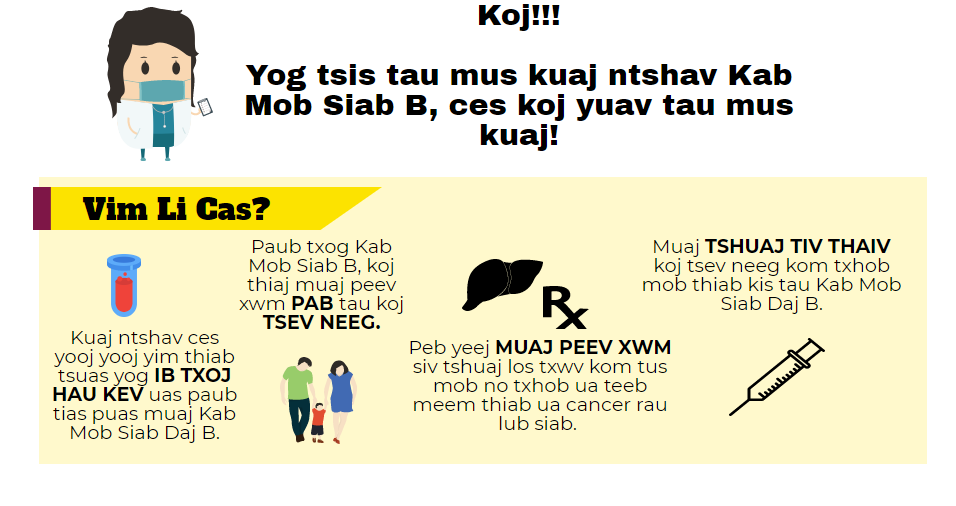 Koj!!!
Yog tsis tau mus kuaj ntshav Kab
Mob Siab B, ces koj yuav tau mus
kuaj!
Vim Li Cas?
Kuaj ntshav ces
yooj yooj yim thiab
tsuas yog IB TXOJ
HAU KEV uas paub
tias puas muaj Kab
Mob Siab Daj B.
Paub txog Kab
Mob Siab B, koj
thiaj muaj peev
xwm PAB tau koj
TSEV NEEG.
Rx
Peb yeej MUAJ PEEV XWM
siv tshuaj los txwv kom tus
mob no txhob ua teeb
meem thiab ua cancer rau
lub siab.
Muaj TSHUAJ TIV THAIV
koj tsev neeg kom txhob
mob thiab kis tau Kab Mob
Siab Daj B.